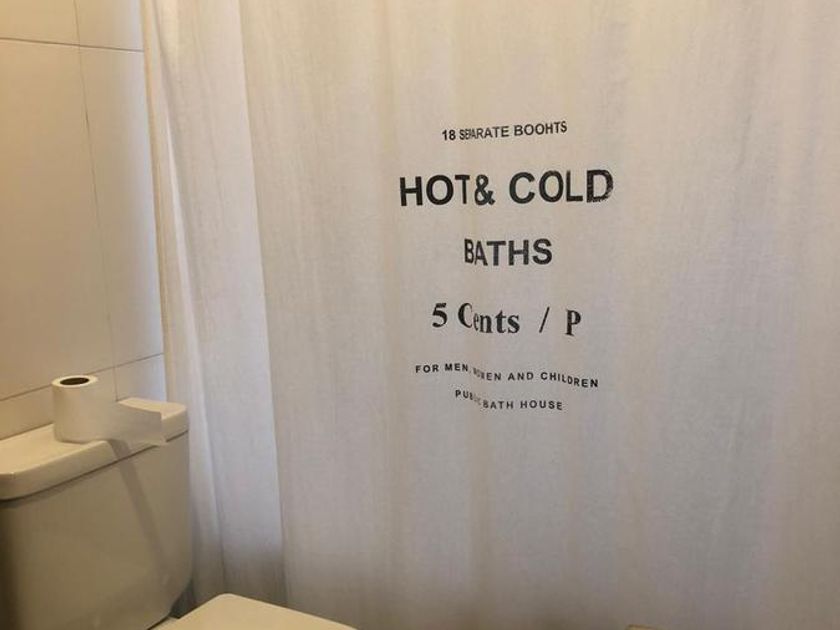 18 SEPARATE BOOHTS
HOT& COLD
BATHS
5 Cents / P
FOR MEN, WOMEN AND CHILDREN
PUBLIC BATH HOUSE